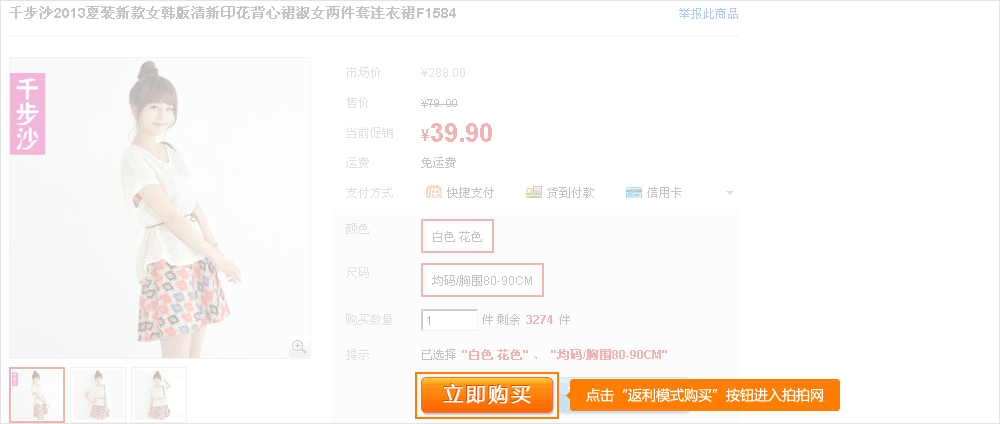 千步沙2013夏装新款女韩版清新印花背心裙淑女两件套连衣裙F1584
举报此商品
千步沙
市场价 ¥288.00
售价 ¥79.00
当前促销 ¥39.90
运费 免运费
支付方式 快捷支付 货到付款 信用卡
颜色 白色 花色
尺码 均码/胸围80-90CM
购买数量 1 件 剩余 3274 件
提示 已选择 "白色 花色" 、 "均码/胸围80-90CM"
立即购买
点击“返利模式购买”按钮进入拍拍网